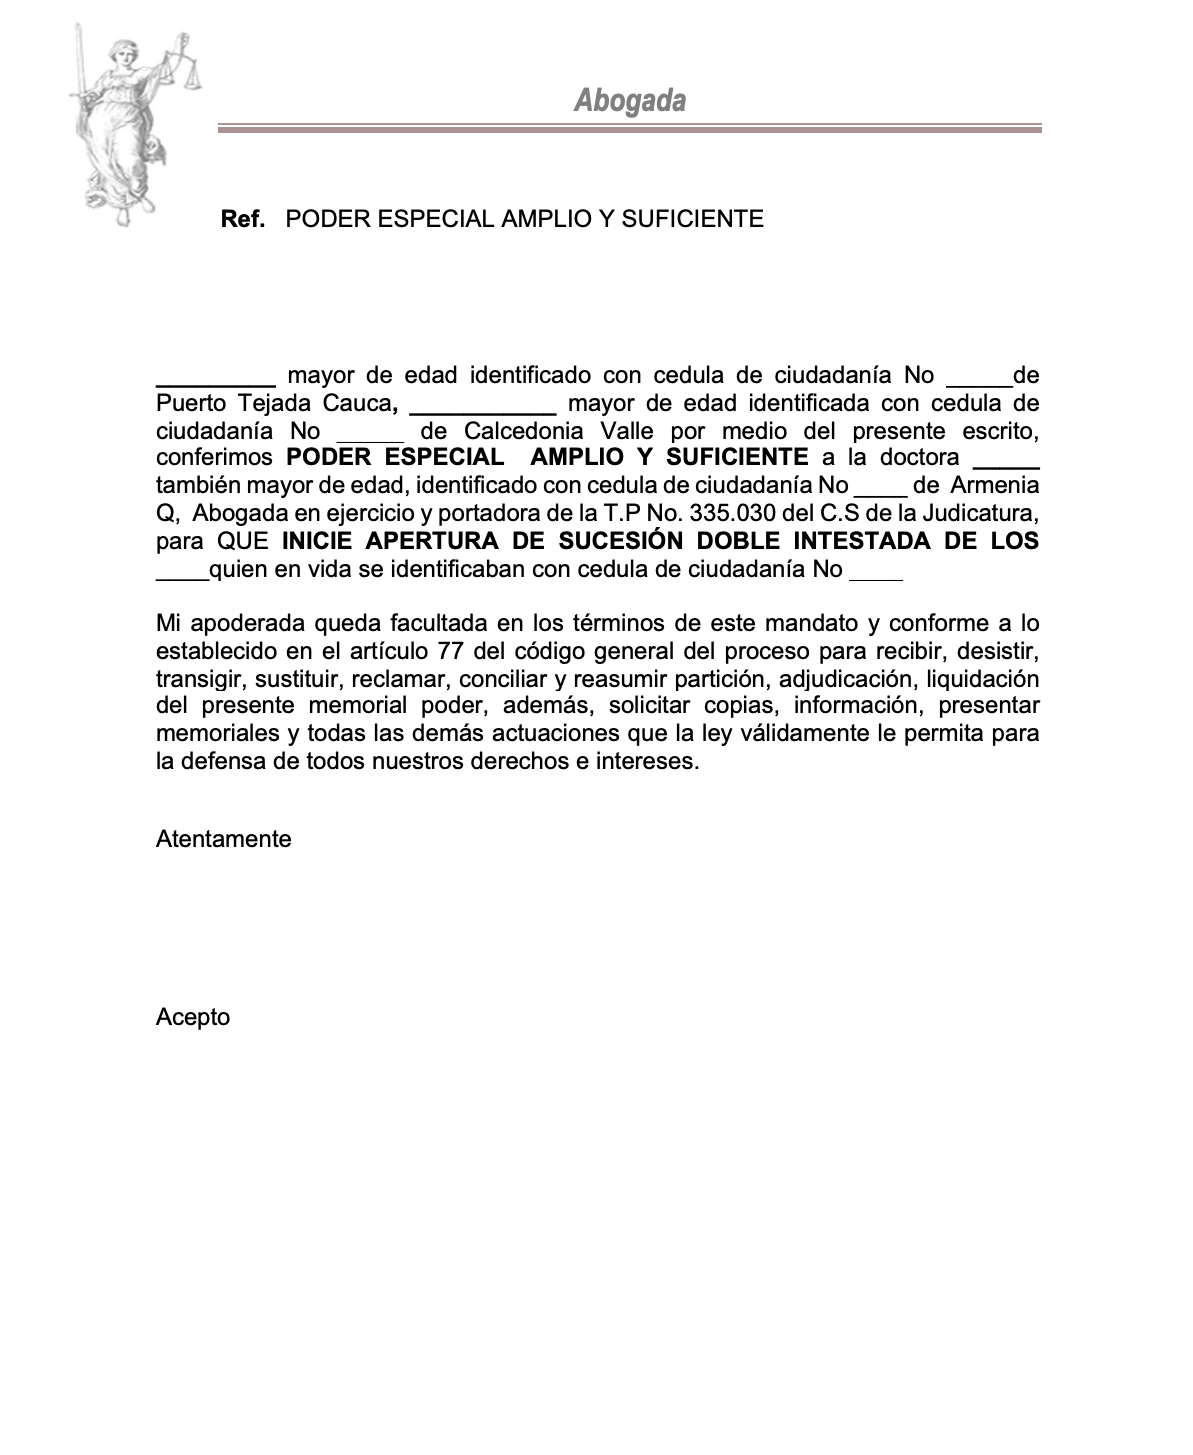 Abogada
Ref. PODER ESPECIAL AMPLIO Y SUFICIENTE
_________ mayor de edad identificado con cedula de ciudadanía No _____de
Puerto Tejada Cauca, ___________ mayor de edad identificada con cedula de
ciudadanía No _____ de Calcedonia Valle por medio del presente escrito,
conferimos PODER ESPECIAL AMPLIO Y SUFICIENTE a la doctora _____
también mayor de edad, identificado con cedula de ciudadanía No ____ de Armenia
Q, Abogada en ejercicio y portadora de la T.P No. 335.030 del C.S de la Judicatura,
para QUE INICIE APERTURA DE SUCESIÓN DOBLE INTESTADA DE LOS
____quien en vida se identificaban con cedula de ciudadanía No ____
Mi apoderada queda facultada en los términos de este mandato y conforme a lo
establecido en el artículo 77 del código general del proceso para recibir, desistir,
transigir, sustituir, reclamar, conciliar y reasumir partición, adjudicación, liquidación
del presente memorial poder, además, solicitar copias, información, presentar
memoriales y todas las demás actuaciones que la ley válidamente le permita para
la defensa de todos nuestros derechos e intereses.
Atentamente
Acepto